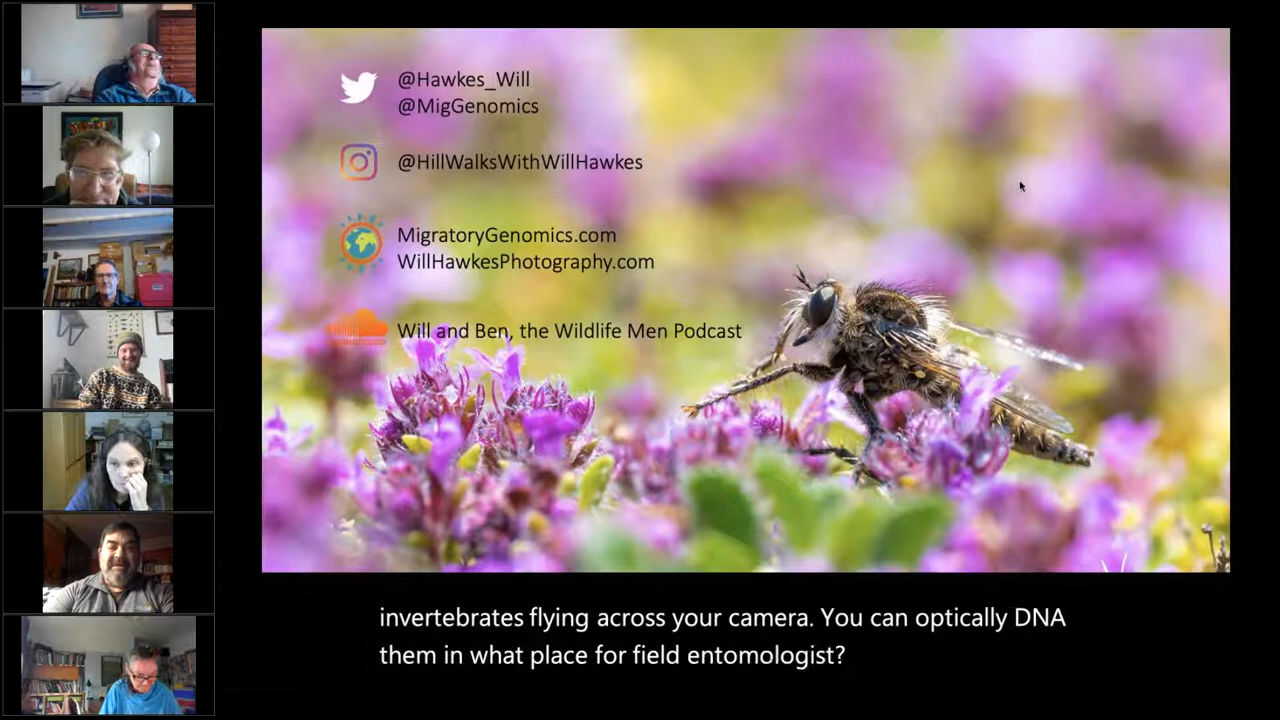 @Hawkes_Will
@MigGenomics
@HillWalksWithWillHawkes
MigratoryGenomics.com
WillHawkesPhotography.com
Will and Ben, the Wildlife Men Podcast
invertebrates flying across your camera. You can optically DNA
them in what place for field entomologist?